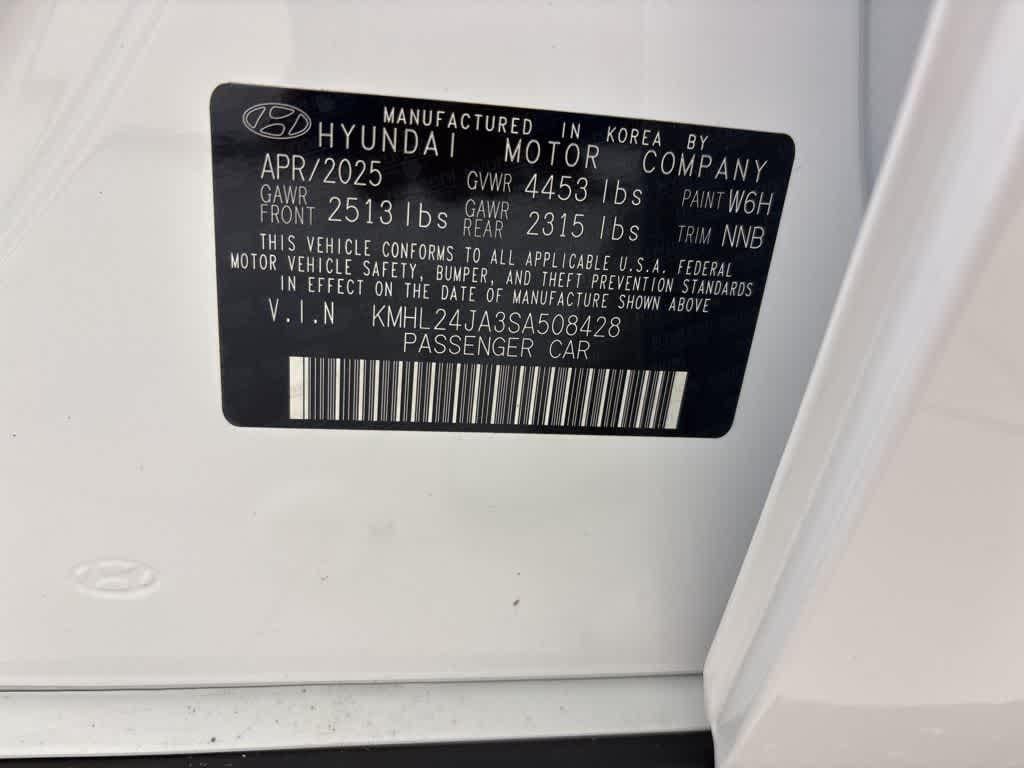 MANUFACTURED IN KOREA BY
HYUNDAI MOTOR COMPANY
APR/2025 GVWR 4453 lbs PAINT W6H
GAWR FRONT 2513 lbs GAWR REAR 2315 lbs TRIM NNB
THIS VEHICLE CONFORMS TO ALL APPLICABLE U.S.A. FEDERAL
MOTOR VEHICLE SAFETY, BUMPER, AND THEFT PREVENTION STANDARDS
IN EFFECT ON THE DATE OF MANUFACTURE SHOWN ABOVE
V.I.N KMHL24JA3SA508428
PASSENGER CAR